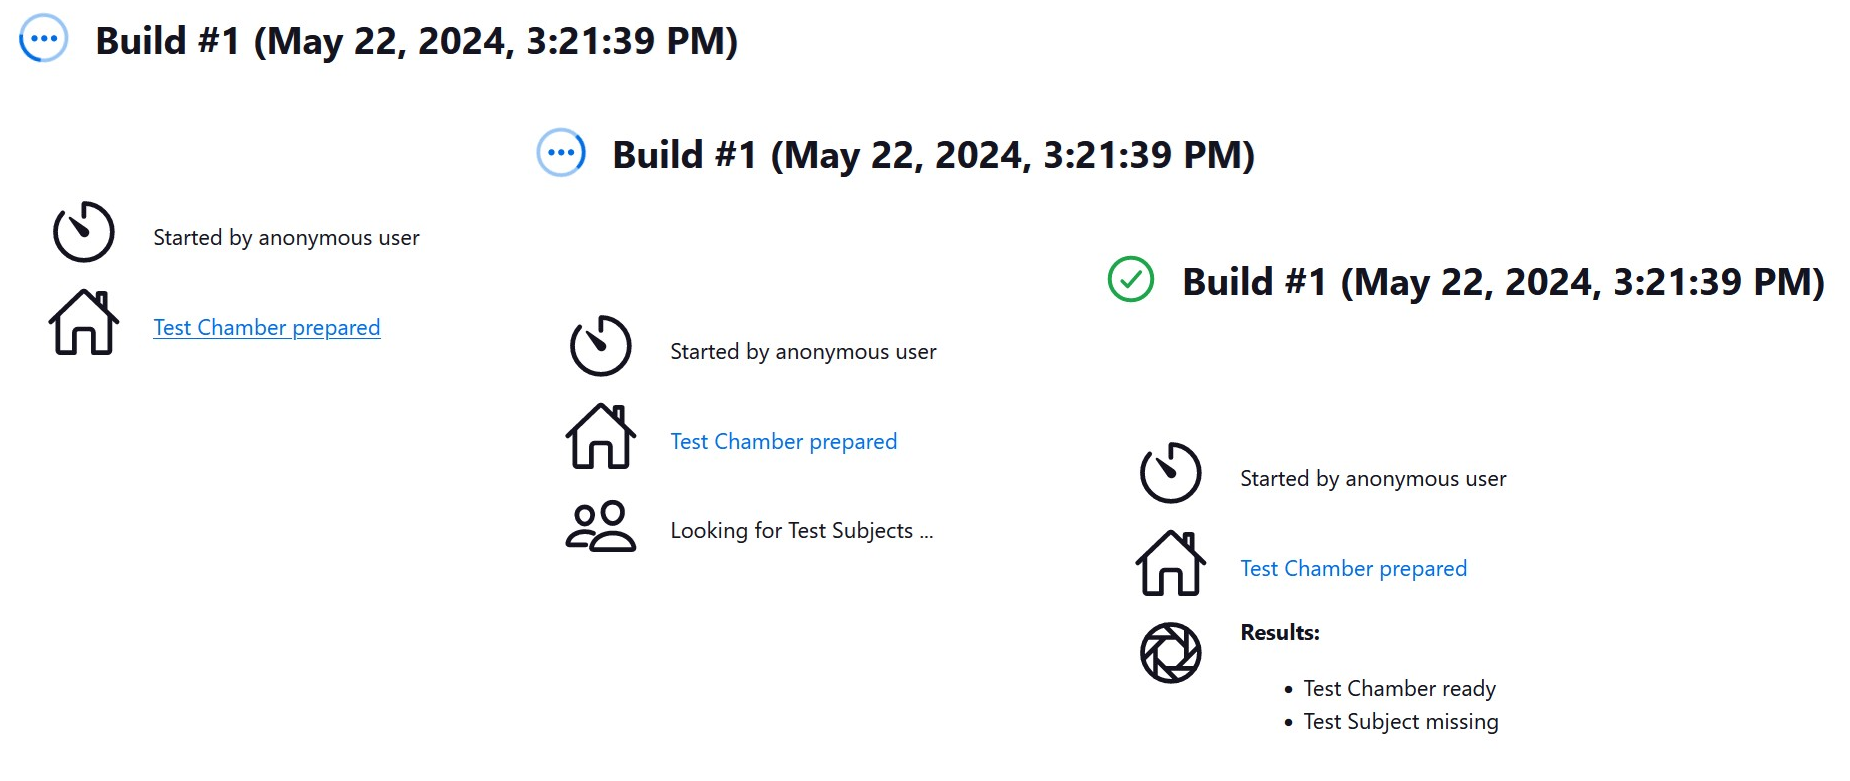 Build #1 (May 22, 2024, 3:21:39 PM)
Started by anonymous user
Test Chamber prepared
Build #1 (May 22, 2024, 3:21:39 PM)
Started by anonymous user
Test Chamber prepared
Looking for Test Subjects ...
Build #1 (May 22, 2024, 3:21:39 PM)
Started by anonymous user
Test Chamber prepared
Results:
• Test Chamber ready
• Test Subject missing